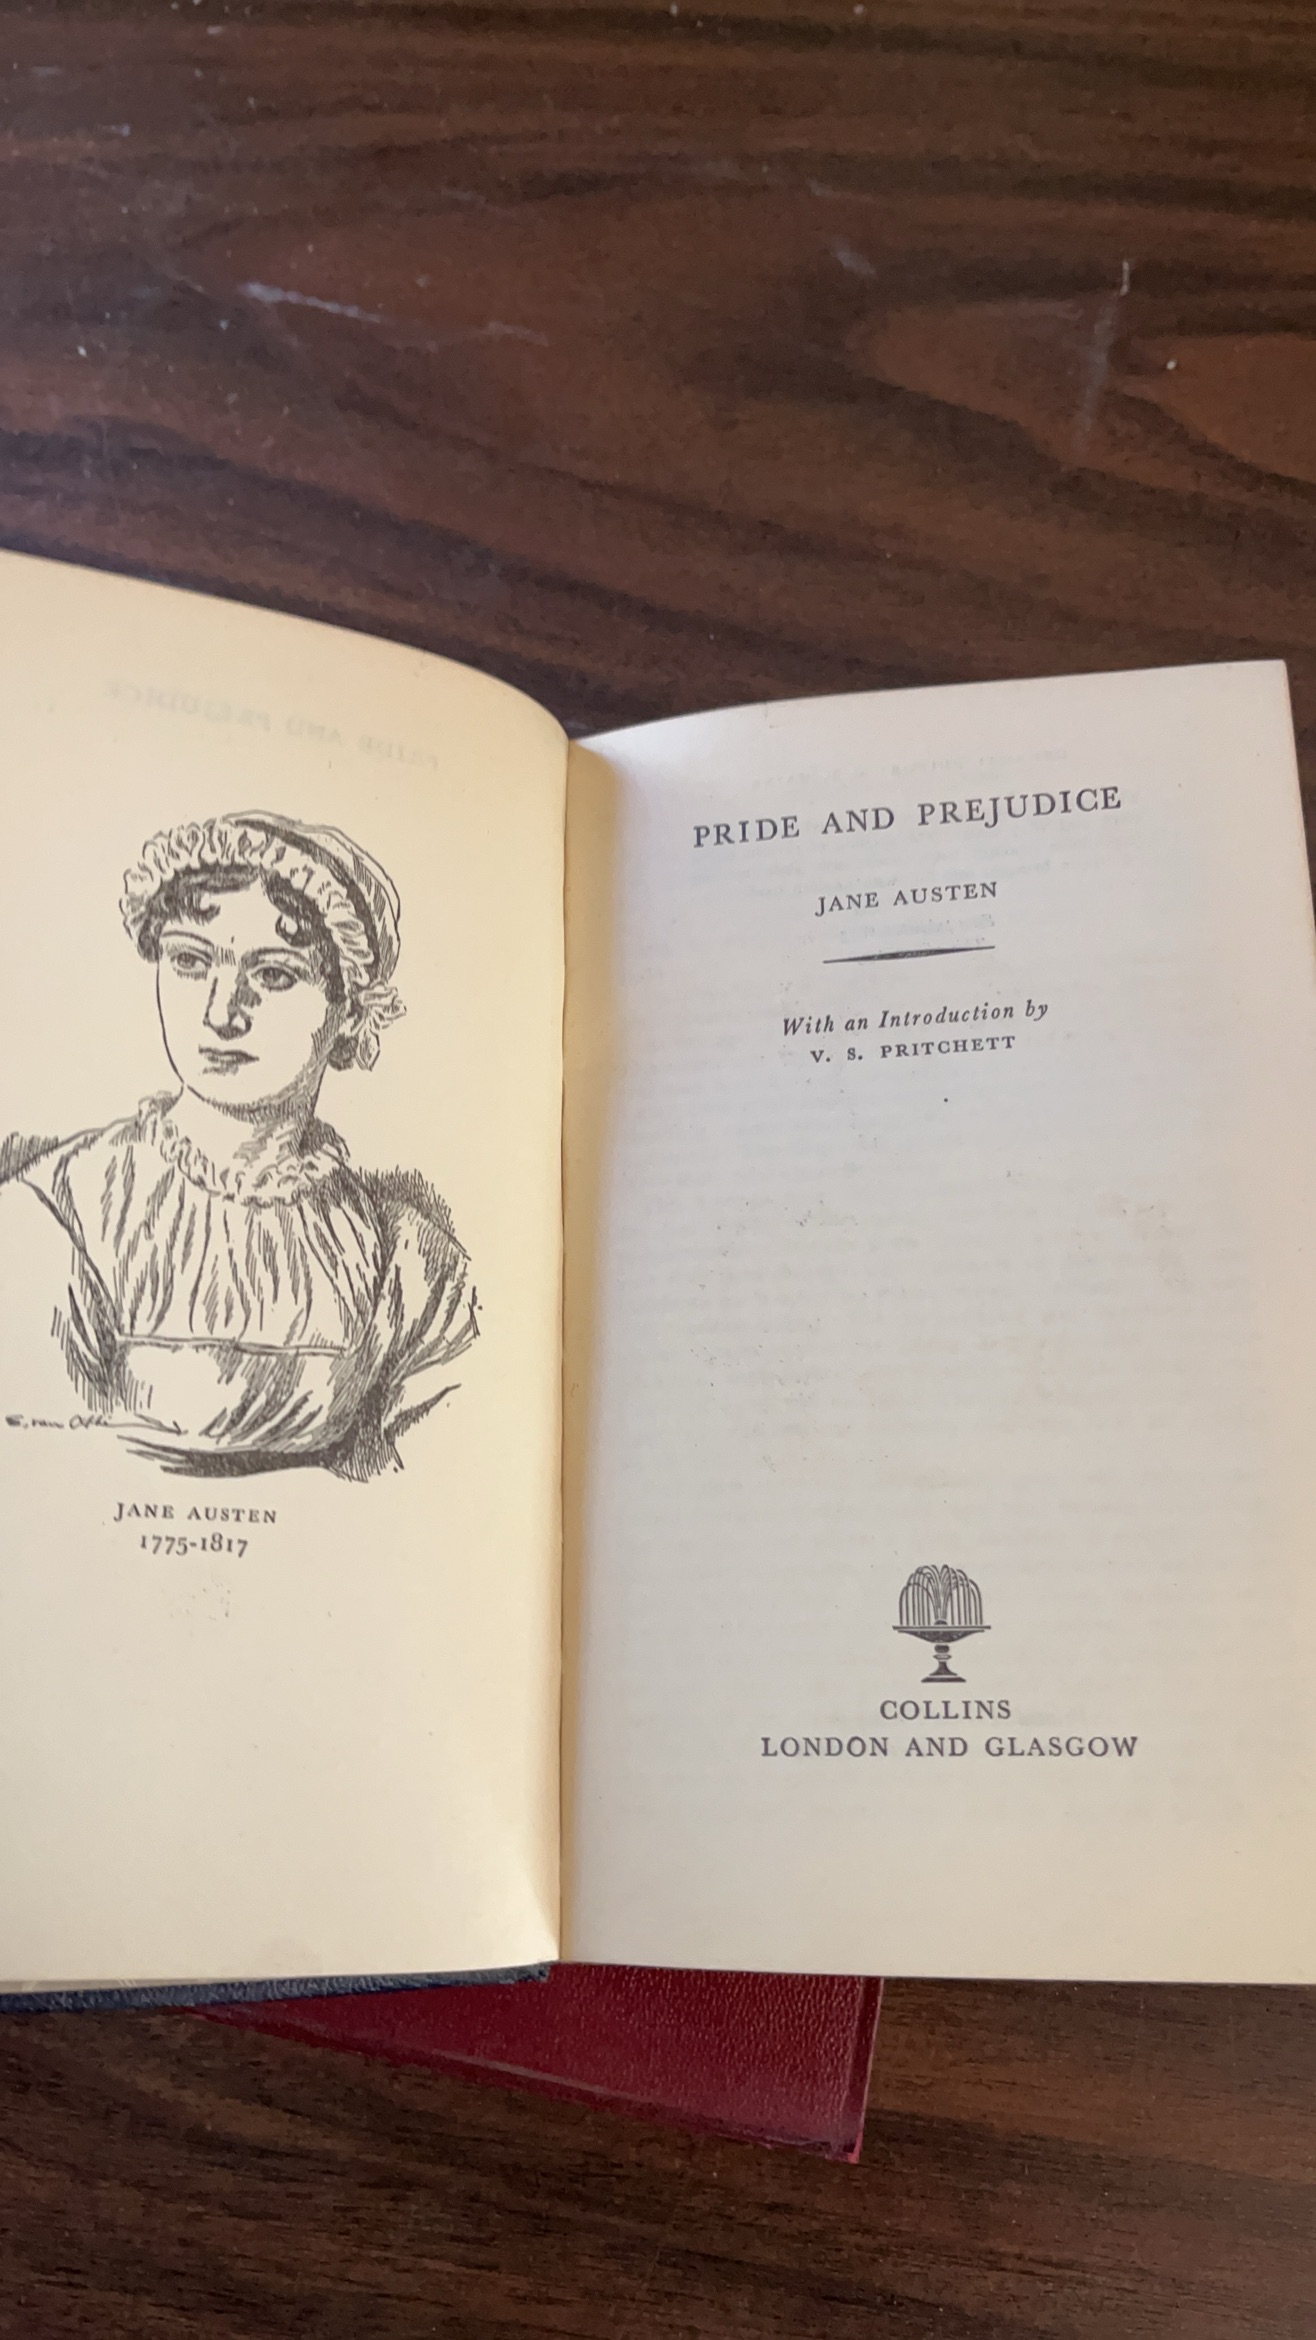 JANE AUSTEN
1775-1817
PRIDE AND PREJUDICE
JANE AUSTEN
With an Introduction by
V. S. PRITCHETT
COLLINS
LONDON AND GLASGOW